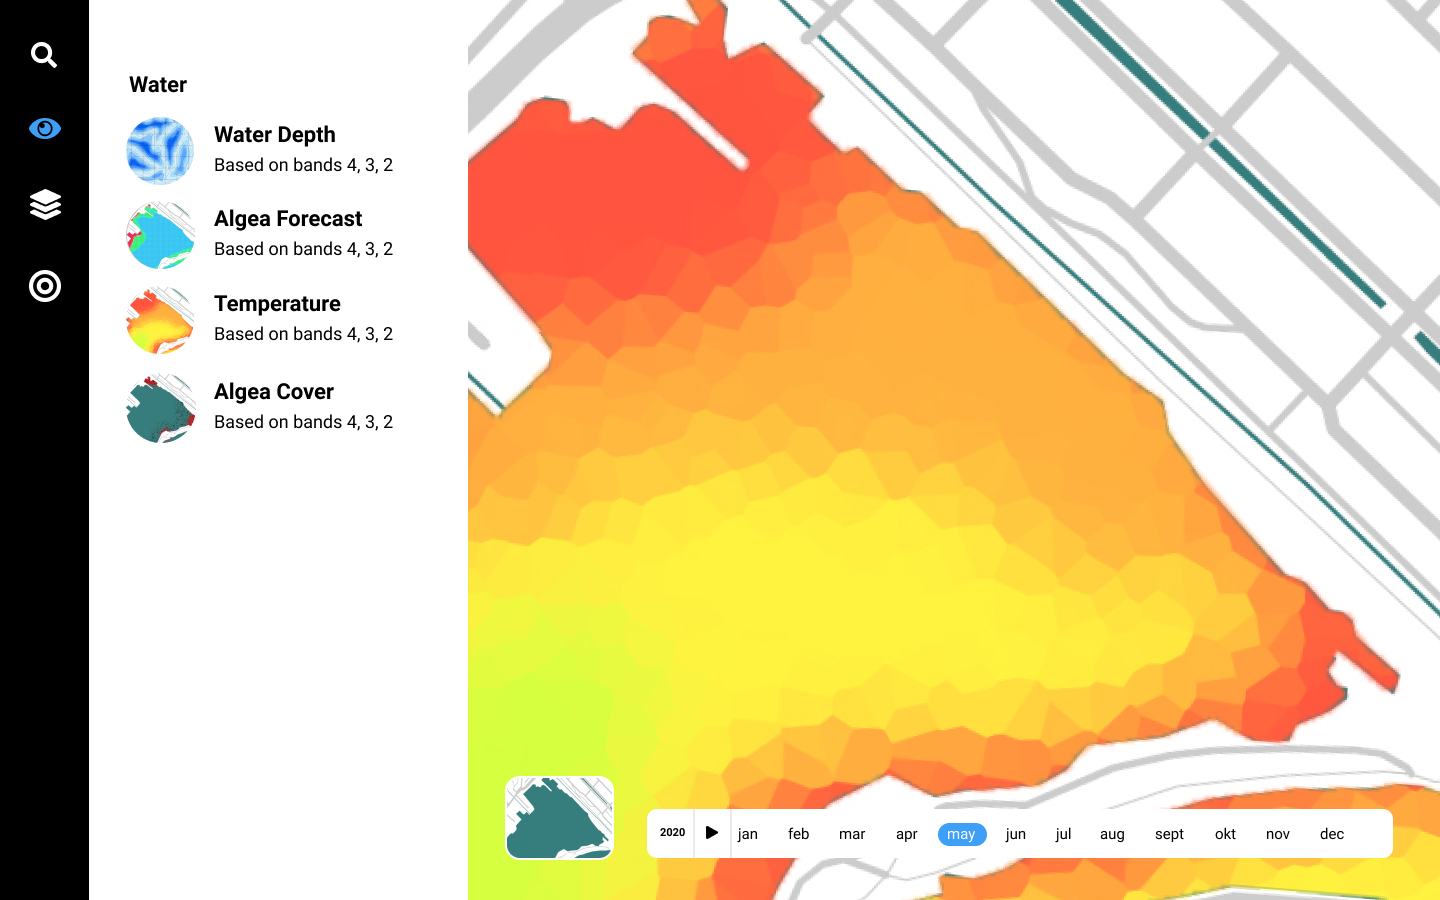 Water
Water Depth
Based on bands 4, 3, 2
Algea Forecast
Based on bands 4, 3, 2
Temperature
Based on bands 4, 3, 2
Algea Cover
Based on bands 4, 3, 2
2020 jan feb mar apr may jun jul aug sept okt nov dec